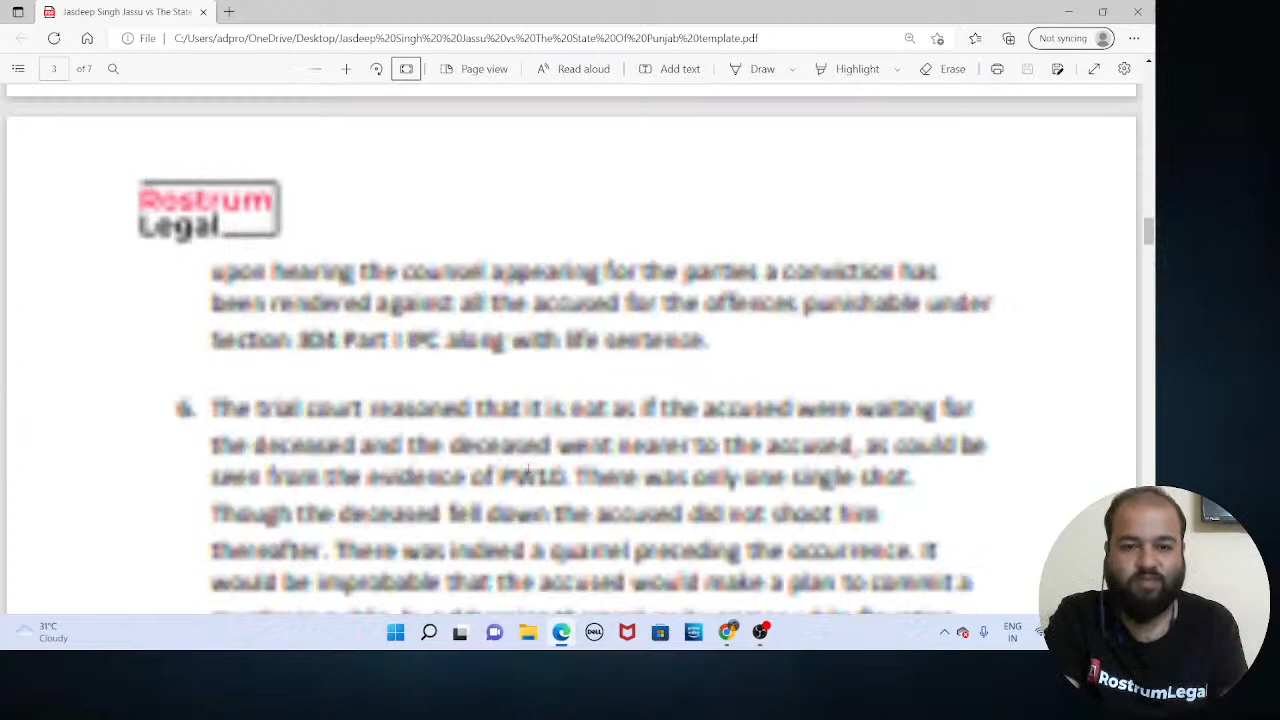 Jasdeep Singh Jassu vs The State
File
C:/Users/adpro/OneDrive/Desktop/Jasdeep%20Singh%20%20Jassu%20vs%20The%20State%20Of%20Punjab%20template.pdf
Not syncing
3 of 7
Page view
Read aloud
Add text
Draw
Highlight
Erase
Rostrum
Legal
upon hearing the counsel appearing for the parties a conviction has
been rendered against all the accused for the offences punishable under
Section 304 Part I IPC along with life sentence.
6. The trial court reasoned that it is not as if the accused were waiting for
the deceased and the deceased went nearer to the accused, as could be
seen from the evidence of PW10. There was only one single shot.
Though the deceased fell down the accused did not shoot him
thereafter. There was indeed a quarrel preceding the occurrence. It
would be improbable that the accused would make a plan to commit a
31°C
Cloudy
DELL
ENG
IN
RostrumLegal